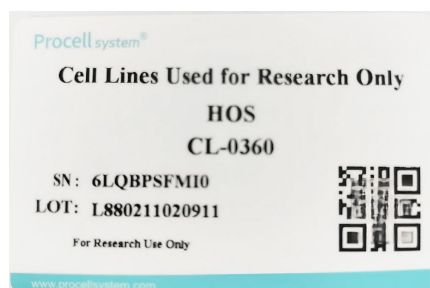 Procell system®
Cell Lines Used for Research Only
HOS
CL-0360
SN: 6LQBPSFMI0
LOT: L880211020911
For Research Use Only
www.procellsystem.com